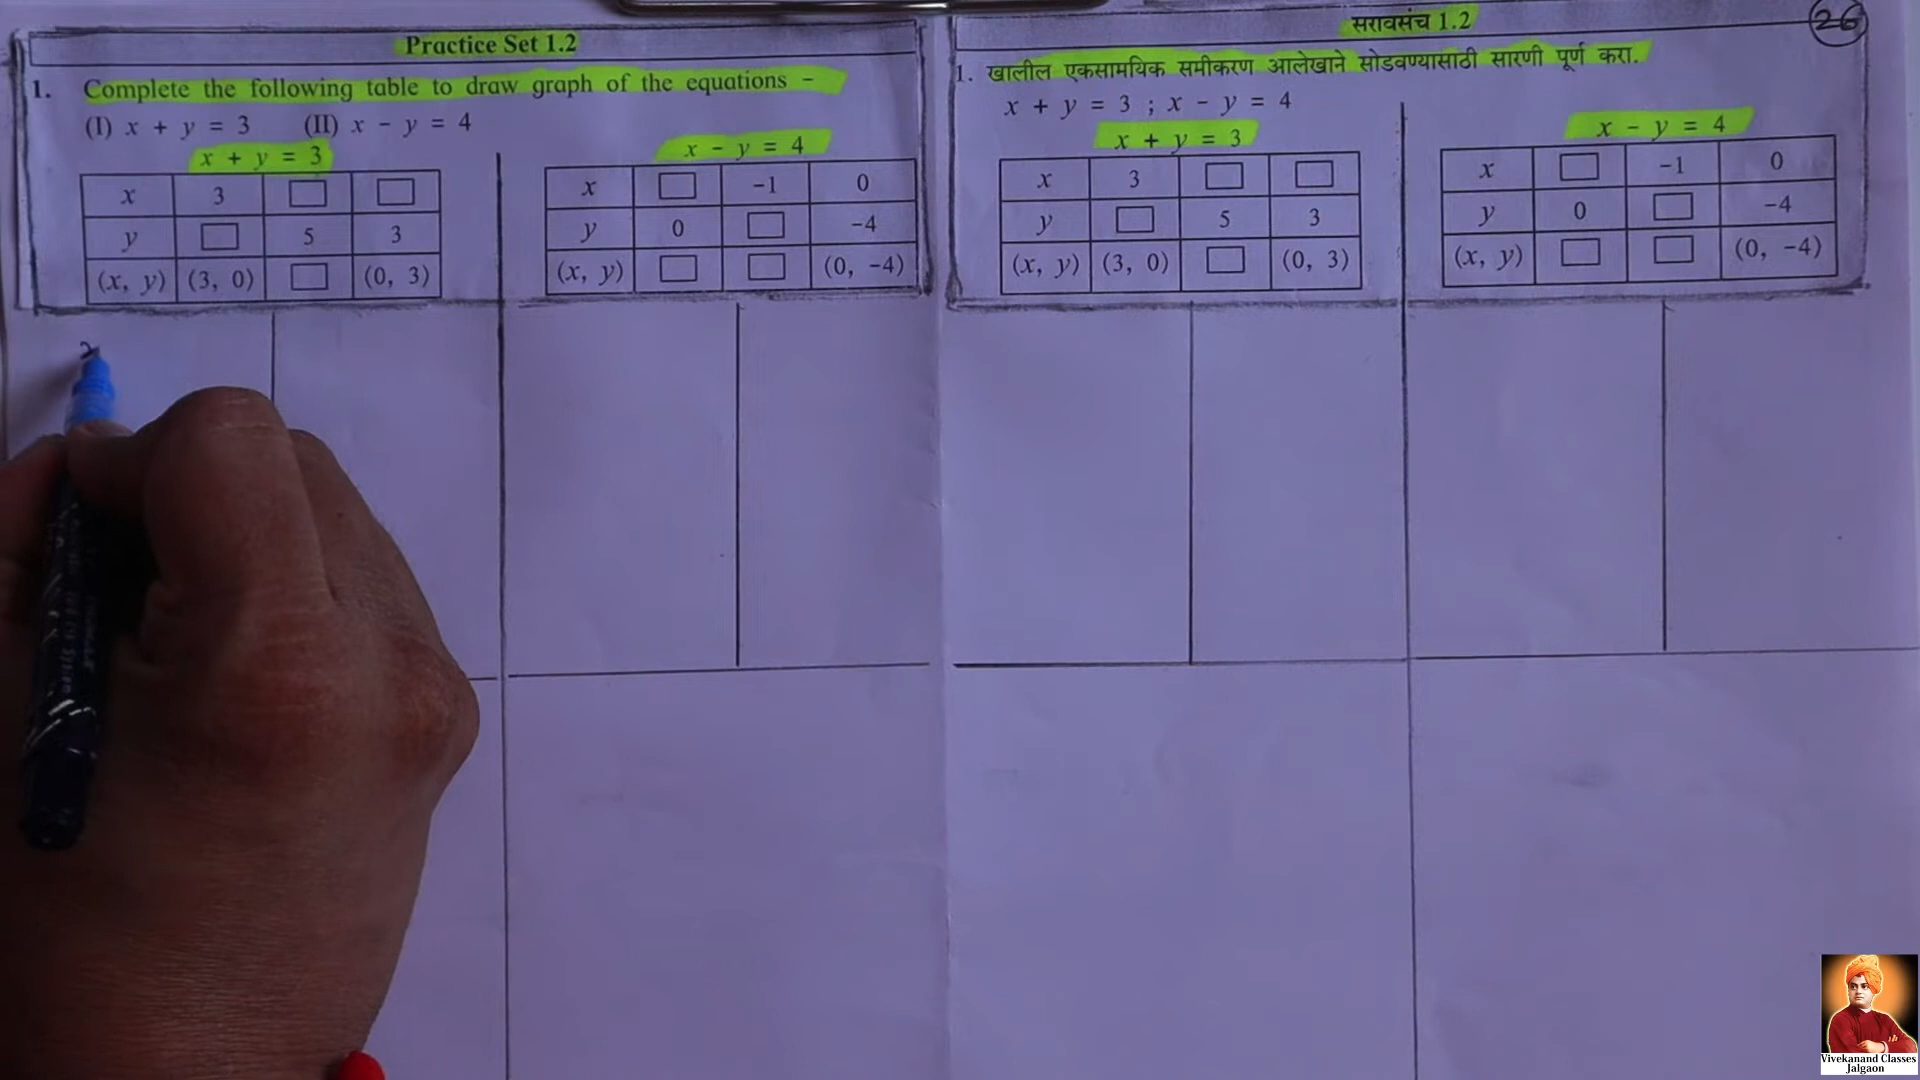 Practice Set 1.2
1. Complete the following table to draw graph of the equations –
(I) x + y = 3 (II) x - y = 4
x + y = 3
x 3 □ □
y □ 5 3
(x, y) (3, 0) □ (0, 3)
x - y = 4
x □ -1 0
y 0 □ -4
(x, y) □ □ (0, -4)
सरावसंच 1.2
26
1. खालील एकसामयिक समीकरण आलेखाने सोडवण्यासाठी सारणी पूर्ण करा.
x + y = 3 ; x - y = 4
x + y = 3
x 3 □ □
y □ 5 3
(x, y) (3, 0) □ (0, 3)
x - y = 4
x □ -1 0
y 0 □ -4
(x, y) □ □ (0, -4)
Vivekanand Classes
Jalgaon